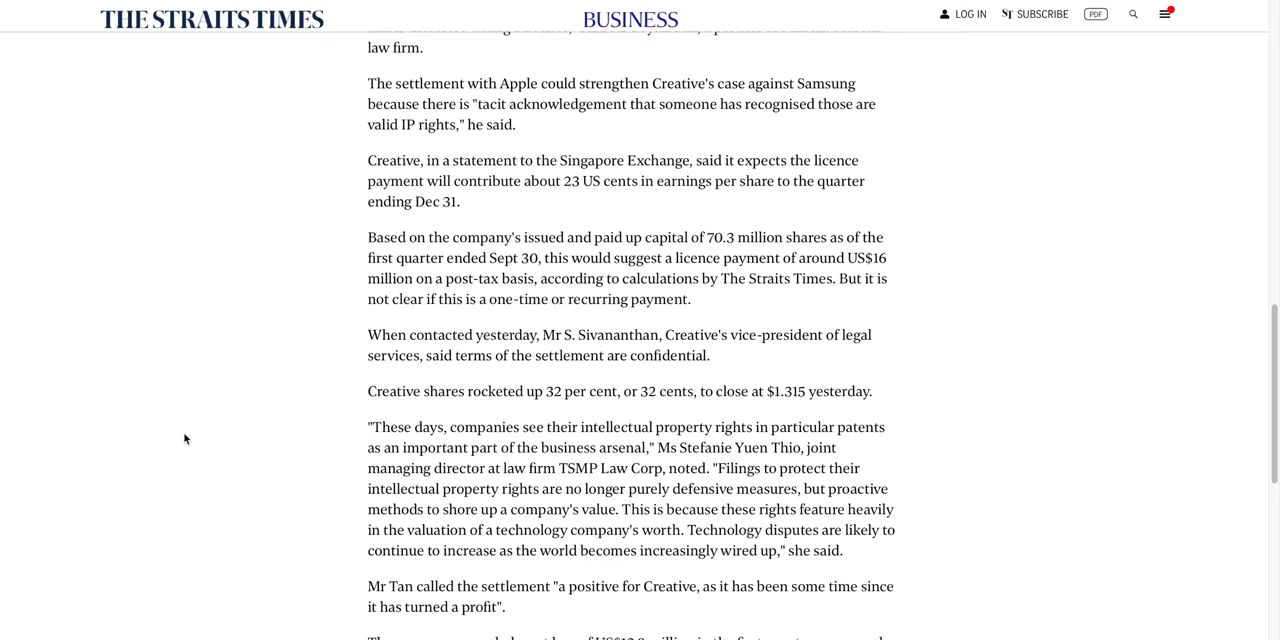 THE STRAITS TIMES
BUSINESS
LOG IN
ST SUBSCRIBE
PDF
law firm.
The settlement with Apple could strengthen Creative's case against Samsung
because there is "tacit acknowledgement that someone has recognised those are
valid IP rights," he said.
Creative, in a statement to the Singapore Exchange, said it expects the licence
payment will contribute about 23 US cents in earnings per share to the quarter
ending Dec 31.
Based on the company's issued and paid up capital of 70.3 million shares as of the
first quarter ended Sept 30, this would suggest a licence payment of around US$16
million on a post-tax basis, according to calculations by The Straits Times. But it is
not clear if this is a one-time or recurring payment.
When contacted yesterday, Mr S. Sivananthan, Creative's vice-president of legal
services, said terms of the settlement are confidential.
Creative shares rocketed up 32 per cent, or 32 cents, to close at $1.315 yesterday.
"These days, companies see their intellectual property rights in particular patents
as an important part of the business arsenal," Ms Stefanie Yuen Thio, joint
managing director at law firm TSMP Law Corp, noted. "Filings to protect their
intellectual property rights are no longer purely defensive measures, but proactive
methods to shore up a company's value. This is because these rights feature heavily
in the valuation of a technology company's worth. Technology disputes are likely to
continue to increase as the world becomes increasingly wired up," she said.
Mr Tan called the settlement "a positive for Creative, as it has been some time since
it has turned a profit".